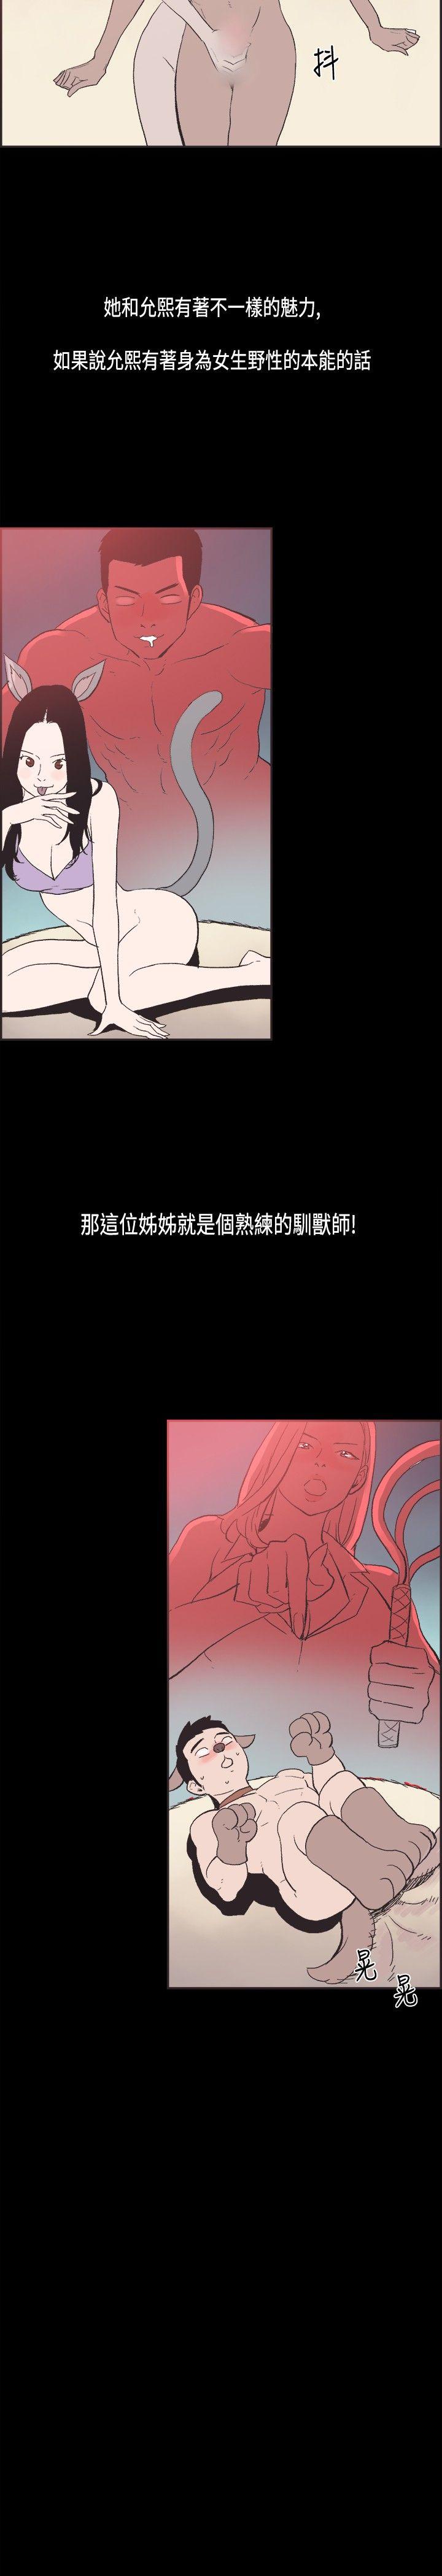 抖
她和允熙有著不一樣的魅力,
如果說允熙有著身為女生野性的本能的話
那這位姊姊就是個熟練的馴獸師!
晃
晃